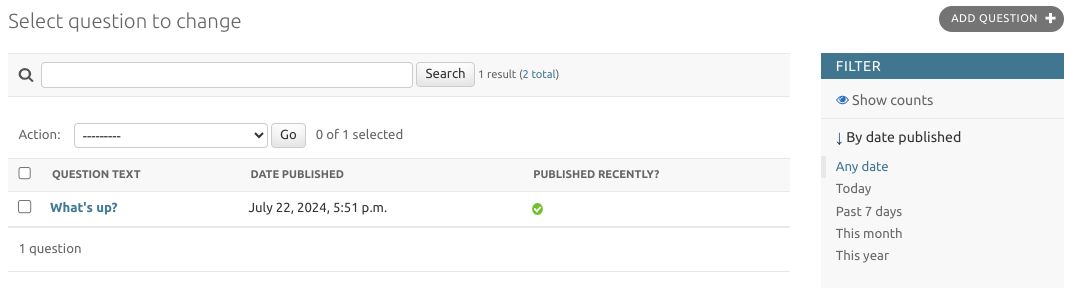 Select question to change
ADD QUESTION
Search 1 result (2 total)
Action: --------- Go 0 of 1 selected
QUESTION TEXT DATE PUBLISHED PUBLISHED RECENTLY?
What's up? July 22, 2024, 5:51 p.m.
1 question
FILTER
Show counts
↓ By date published
Any date
Today
Past 7 days
This month
This year